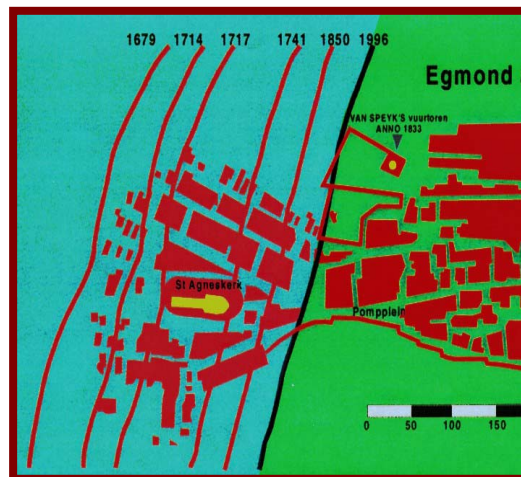 1679 1714 1717 1741 1850 1996
Egmond
VAN SPEYK'S vuurtoren
ANNO 1833
St Agneskerk
Pompplein
0 50 100 150